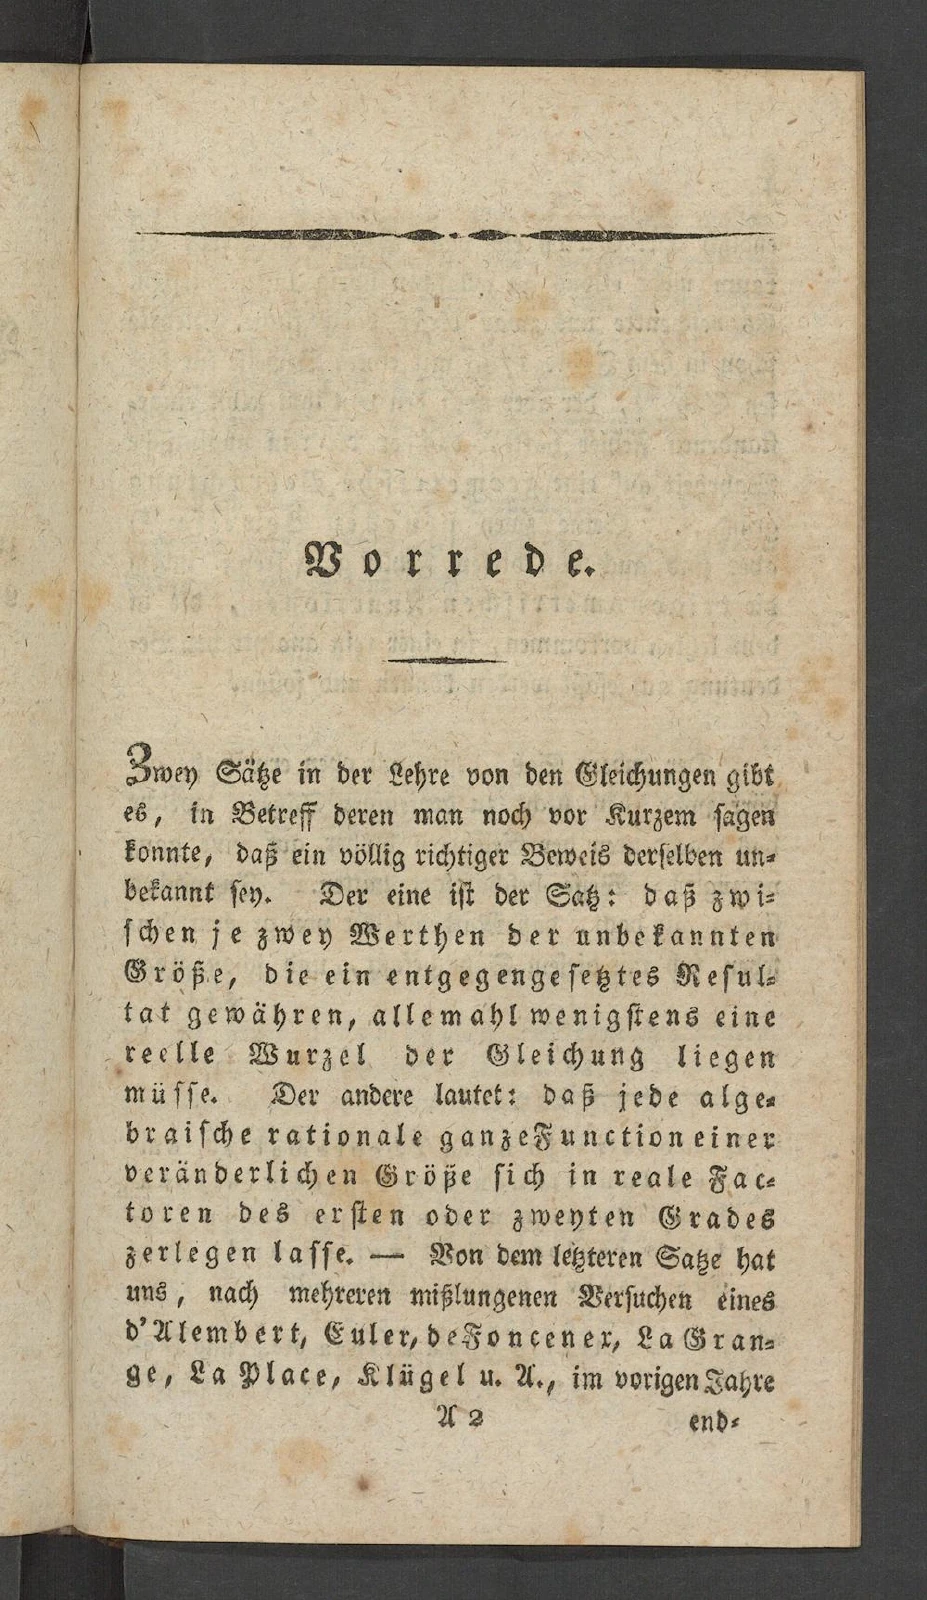 Vorrede.
Zwey Sätze in der Lehre von den Gleichungen gibt
es, in Betreff deren man noch vor Kurzem sagen
konnte, daß ein völlig richtiger Beweis derselben un-
bekannt sey. Der eine ist der Satz: daß zwi-
schen je zwey Werthen der unbekannten
Größe, die ein entgegengesetztes Resul-
tat gewähren, allemahl wenigstens eine
reelle Wurzel der Gleichung liegen
müsse. Der andere lautet: daß jede alge-
braische rationale ganze Function einer
veränderlichen Größe sich in reale Fac-
toren des ersten oder zweyten Grades
zerlegen lasse. — Von dem letzteren Satze hat
uns, nach mehreren mißlungenen Versuchen eines
d'Alembert, Euler, de Foncenex, La Gran-
ge, La Place, Klügel u. A., im vorigen Jahre
A 2 end-